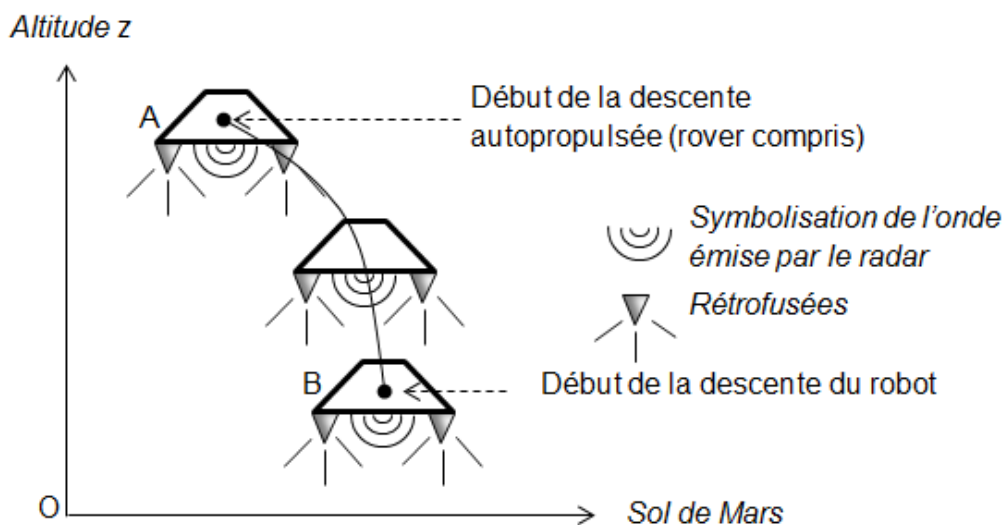 Altitude z
A
Début de la descente
autopropulsée (rover compris)
Symbolisation de l'onde
émise par le radar
Rétrofusées
B
Début de la descente du robot
O
Sol de Mars